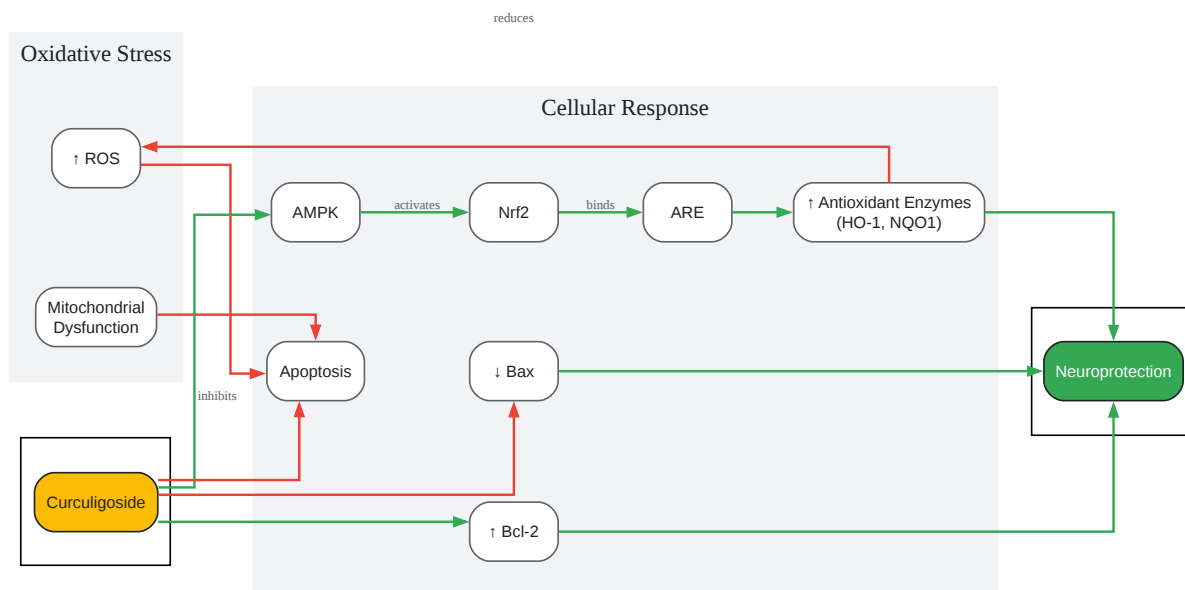 reduces
Oxidative Stress
Cellular Response
↑ ROS
AMPK
activates
Nrf2
binds
ARE
↑ Antioxidant Enzymes
(HO-1, NQO1)
Mitochondrial
Dysfunction
Apoptosis
↓ Bax
Neuroprotection
inhibits
Curculigoside
↑ Bcl-2